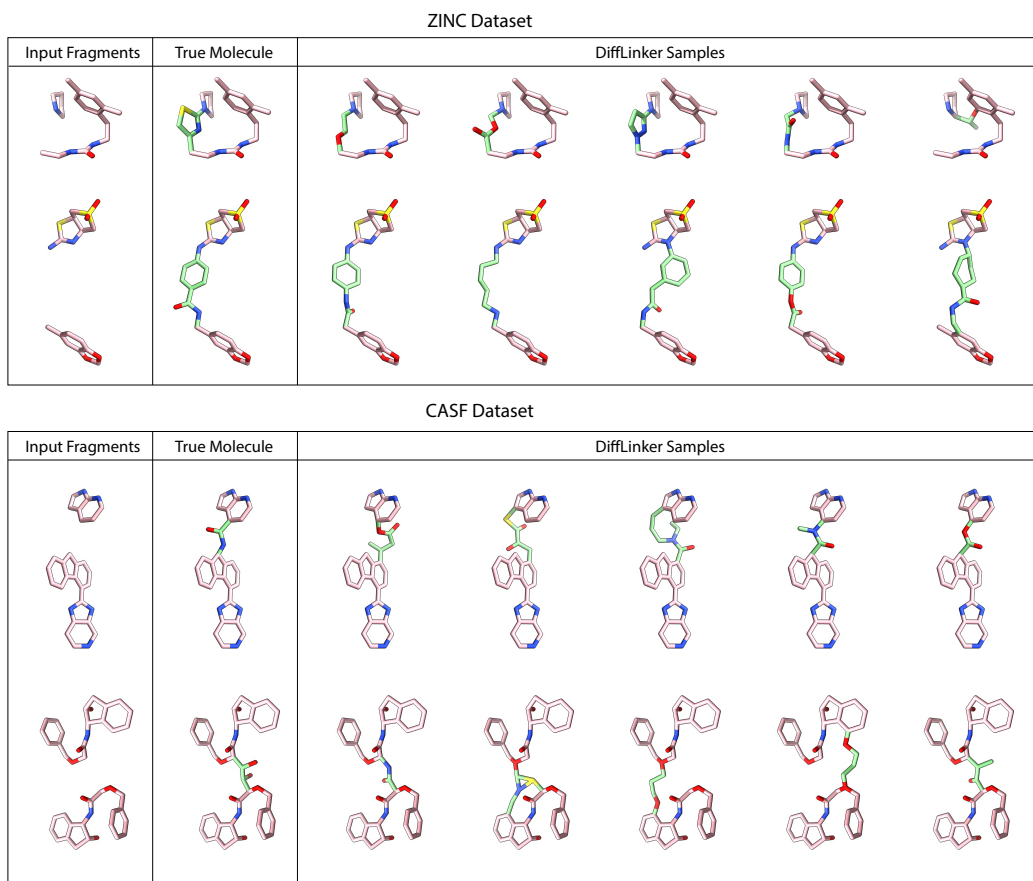 ZINC Dataset
Input Fragments
True Molecule
DiffLinker Samples
CASF Dataset
Input Fragments
True Molecule
DiffLinker Samples